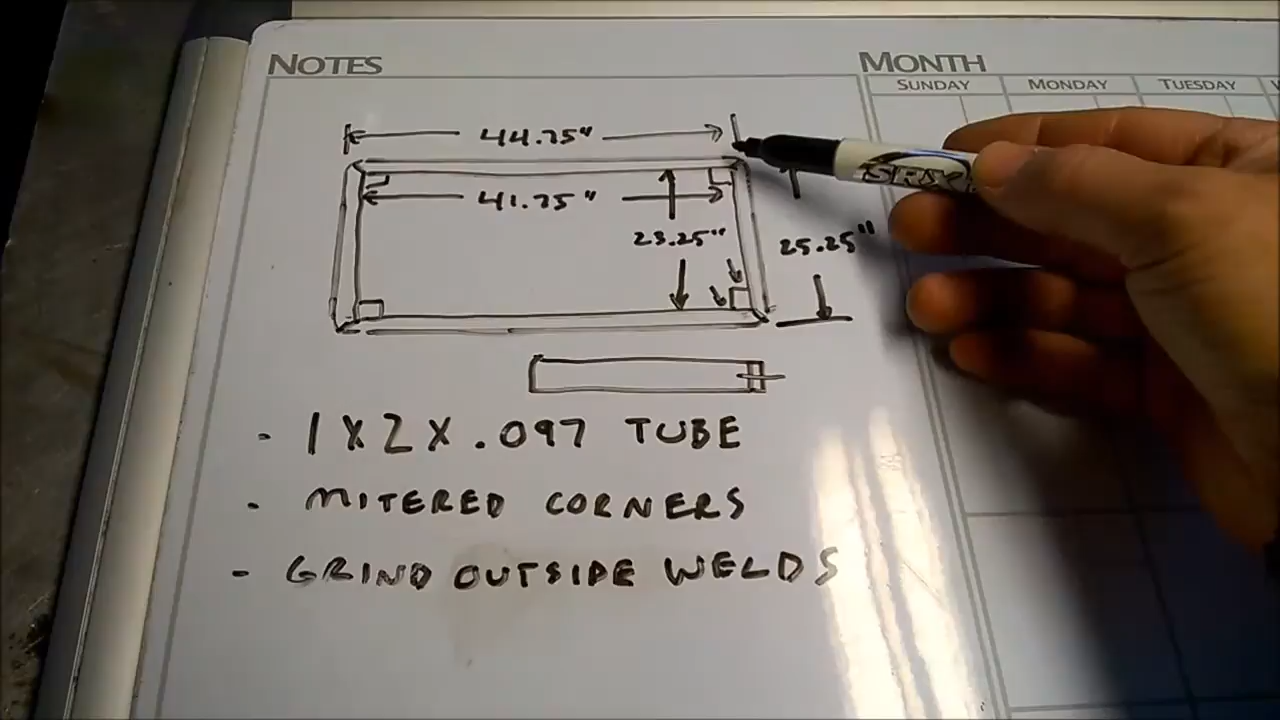 NOTES
MONTH
SUNDAY MONDAY TUESDAY
44.75"
41.75"
23.25"
25.25"
- 1 X 2 X .097 TUBE
- MITERED CORNERS
- GRIND OUTSIDE WELDS